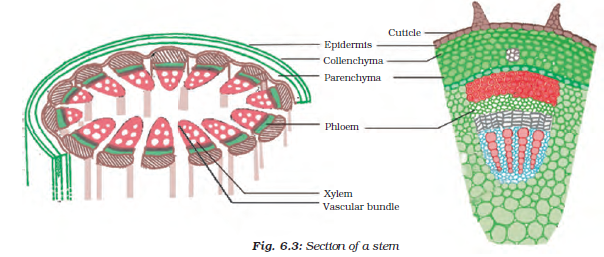 Cuticle
Epidermis
Collenchyma
Parenchyma
Phloem
Xylem
Vascular bundle
Fig. 6.3: Section of a stem